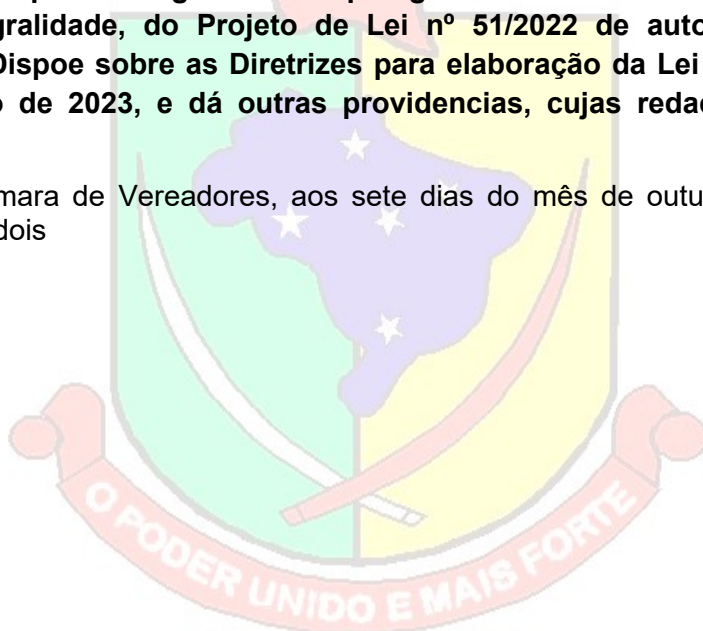 gralidade, do Projeto de Lei nº 51/2022 de auto
Dispoe sobre as Diretrizes para elaboração da Lei
de 2023, e dá outras providencias, cujas reda
mara de Vereadores, aos sete dias do mês de outu
dois
O PODER UNIDO E MAIS FORTE